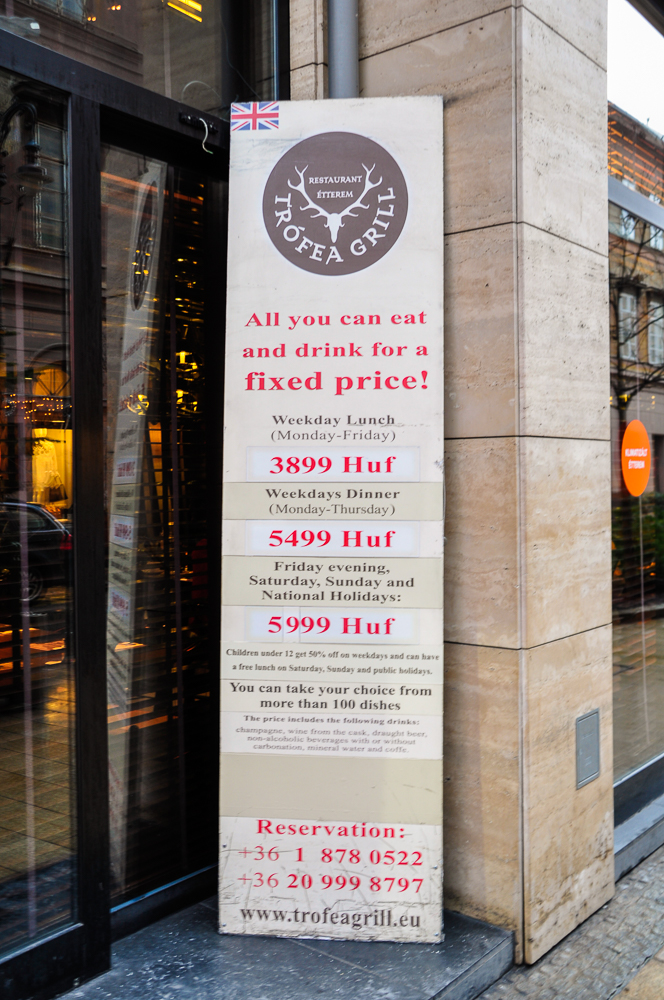 RESTAURANT
ÉTTEREM
TRÓFEA GRILL
All you can eat
and drink for a
fixed price!
Weekday Lunch
(Monday-Friday)
3899 Huf
Weekdays Dinner
(Monday-Thursday)
5499 Huf
Friday evening,
Saturday, Sunday and
National Holidays:
5999 Huf
Children under 12 get 50% off on weekdays and can have
a free lunch on Saturday, Sunday and public holidays.
You can take your choice from
more than 100 dishes
The price includes the following drinks:
champagne, wine from the cask, draught beer,
non-alcoholic beverages with or without
carbonation, mineral water and coffe.
Reservation:
+36 1 878 0522
+36 20 999 8797
www.trofeagrill.eu
KLIMATIZÁLT
ÉTTEREM